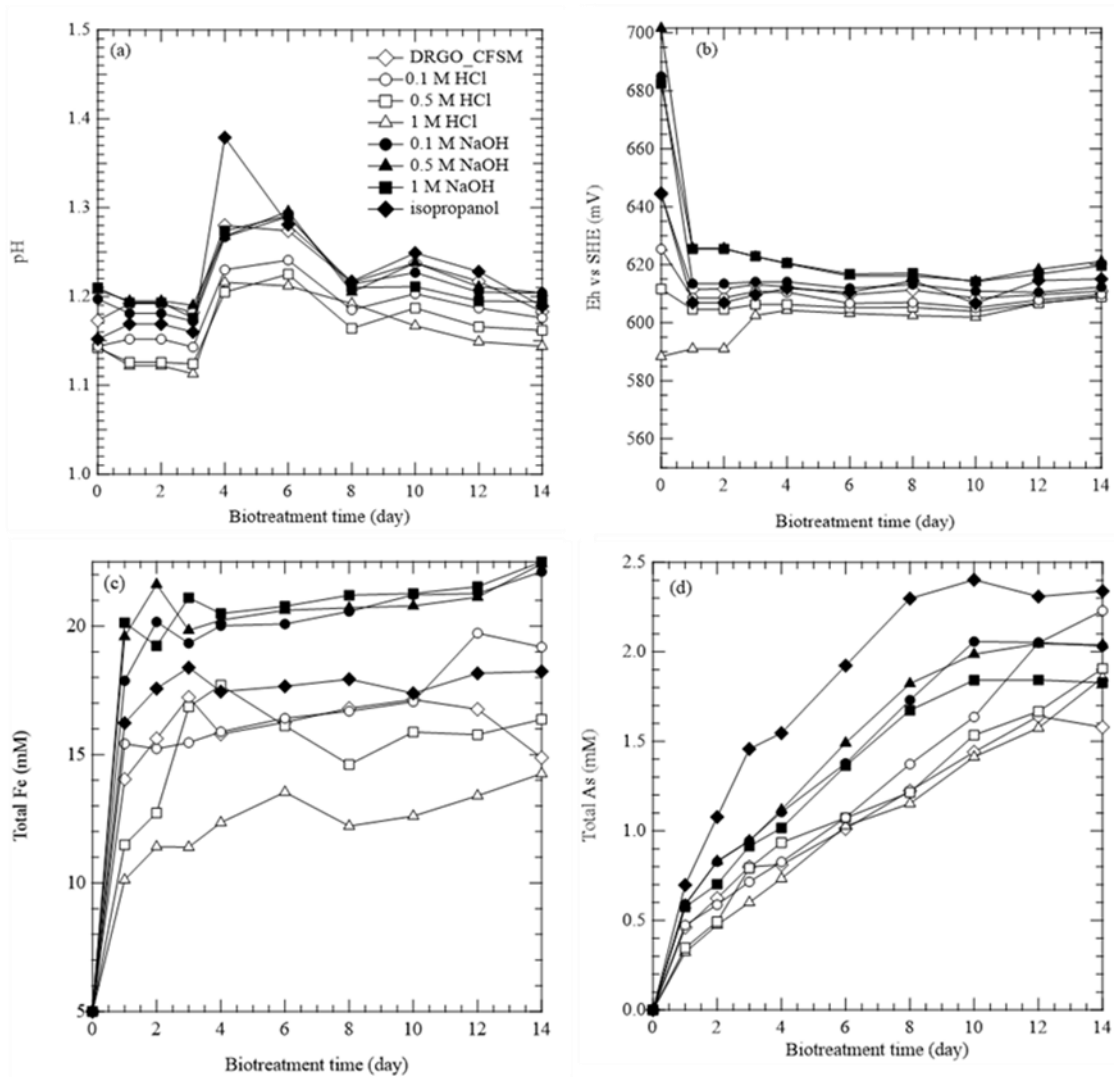 (a)
DRGO_CFSM
0.1 M HCl
0.5 M HCl
1 M HCl
0.1 M NaOH
0.5 M NaOH
1 M NaOH
isopropanol
1.5
1.4
1.3
1.2
1.1
1.0
pH
0 2 4 6 8 10 12 14
Biotreatment time (day)
(b)
700
680
660
640
620
600
580
560
Eh vs SHE (mV)
0 2 4 6 8 10 12 14
Biotreatment time (day)
(c)
20
15
10
5
Total Fe (mM)
0 2 4 6 8 10 12 14
Biotreatment time (day)
(d)
2.5
2.0
1.5
1.0
0.5
0.0
Total As (mM)
0 2 4 6 8 10 12 14
Biotreatment time (day)